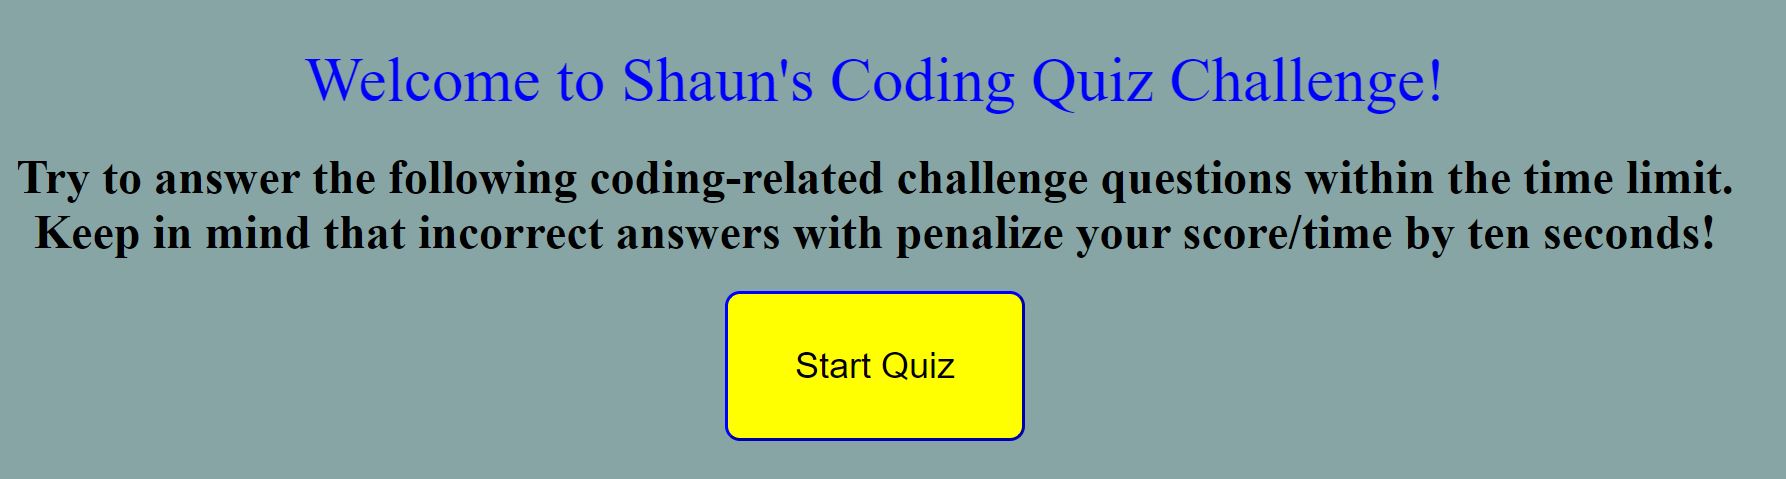 Welcome to Shaun's Coding Quiz Challenge!
Try to answer the following coding-related challenge questions within the time limit.
Keep in mind that incorrect answers with penalize your score/time by ten seconds!
Start Quiz